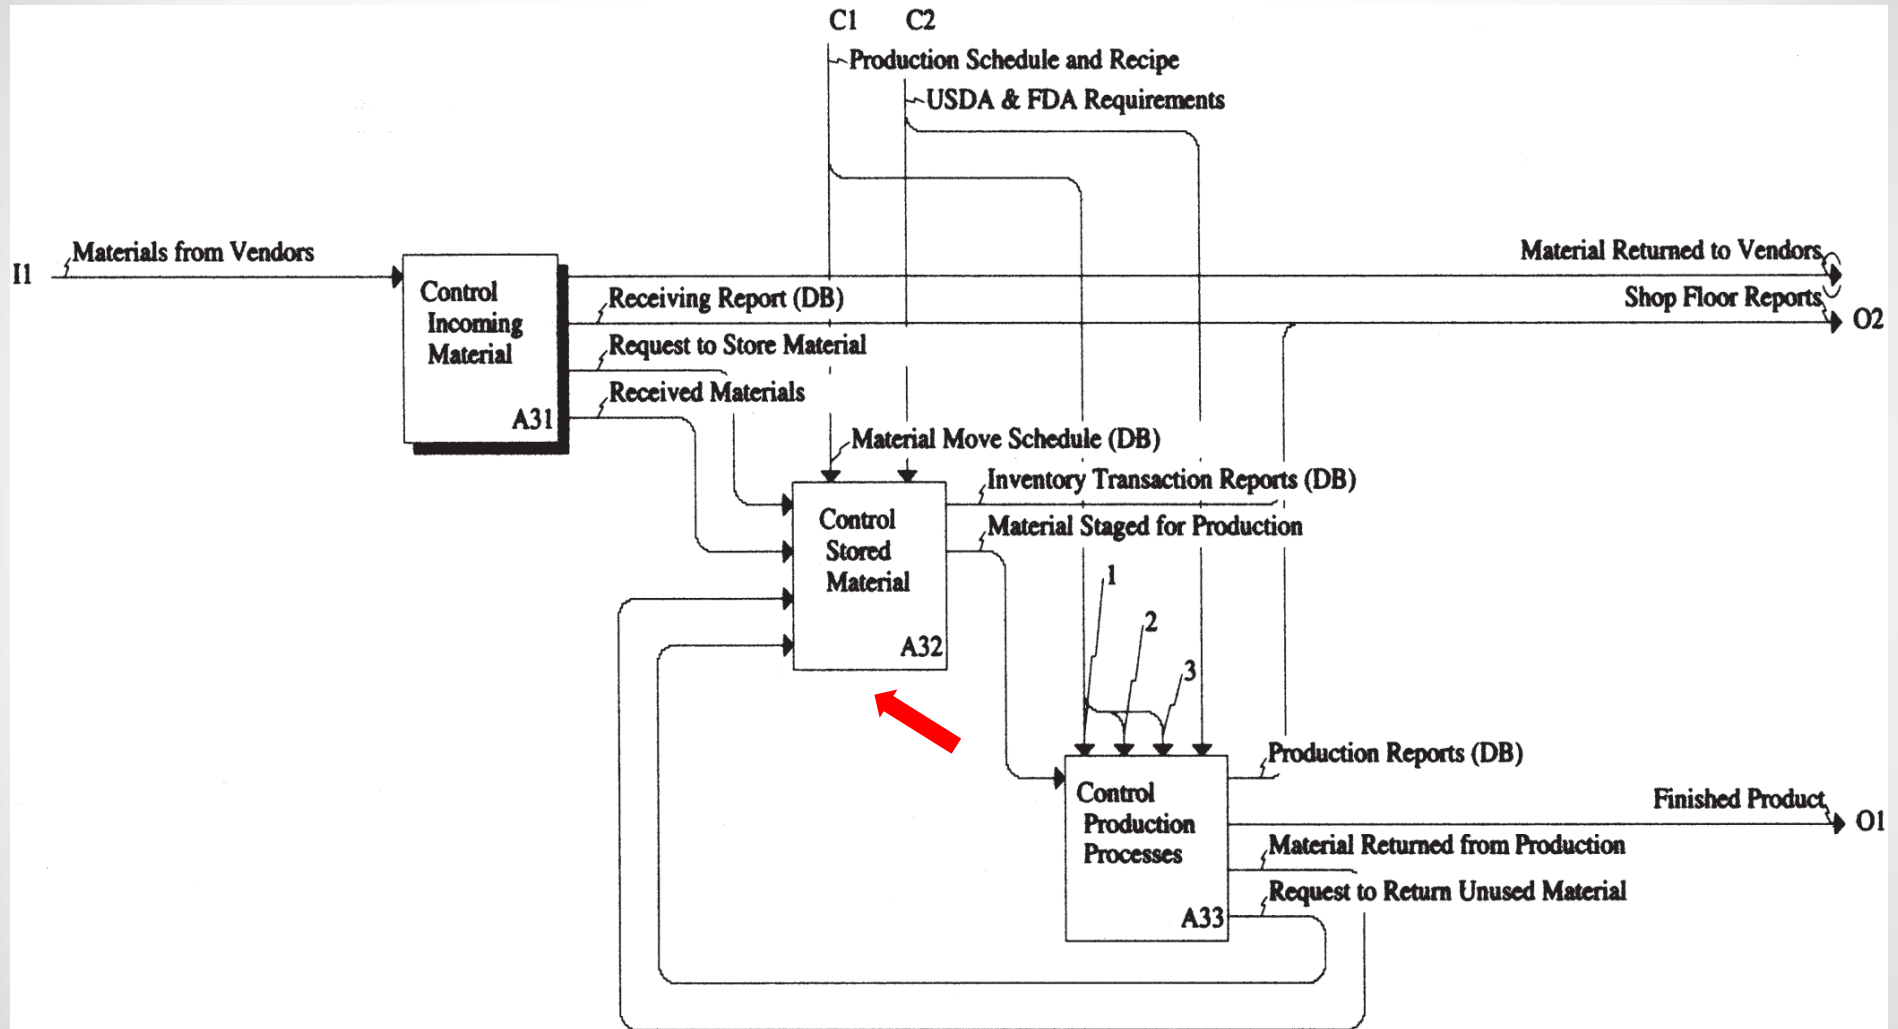 C1 C2
Production Schedule and Recipe
USDA & FDA Requirements
Materials from Vendors
I1
Material Returned to Vendors
Control
Incoming
Material
A31
Receiving Report (DB)
Shop Floor Reports
O2
Request to Store Material
Received Materials
Material Move Schedule (DB)
Inventory Transaction Reports (DB)
Control
Stored
Material
A32
Material Staged for Production
1
2
3
Production Reports (DB)
Control
Production
Processes
A33
Finished Product
O1
Material Returned from Production
Request to Return Unused Material